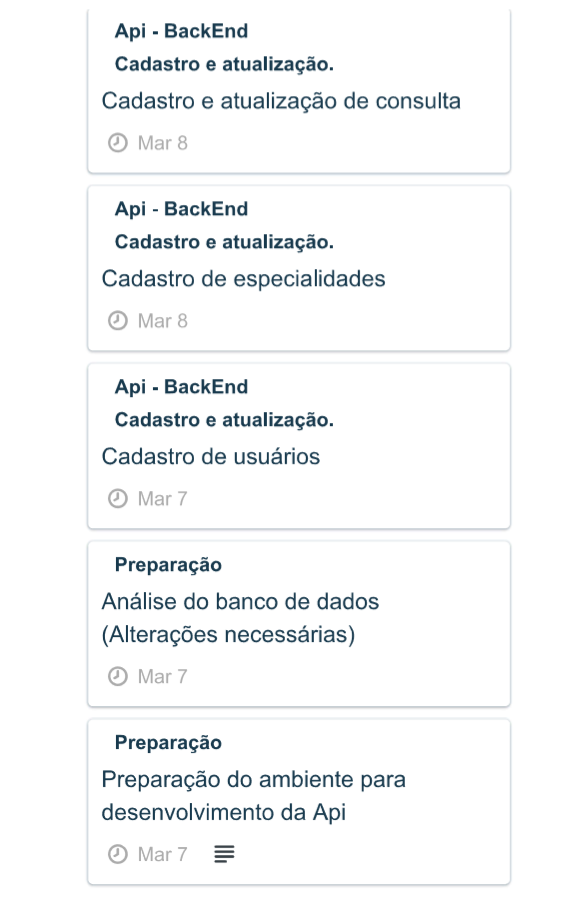 Api - BackEnd
Cadastro e atualização.
Cadastro e atualização de consulta
Mar 8
Api - BackEnd
Cadastro e atualização.
Cadastro de especialidades
Mar 8
Api - BackEnd
Cadastro e atualização.
Cadastro de usuários
Mar 7
Preparação
Análise do banco de dados
(Alterações necessárias)
Mar 7
Preparação
Preparação do ambiente para
desenvolvimento da Api
Mar 7